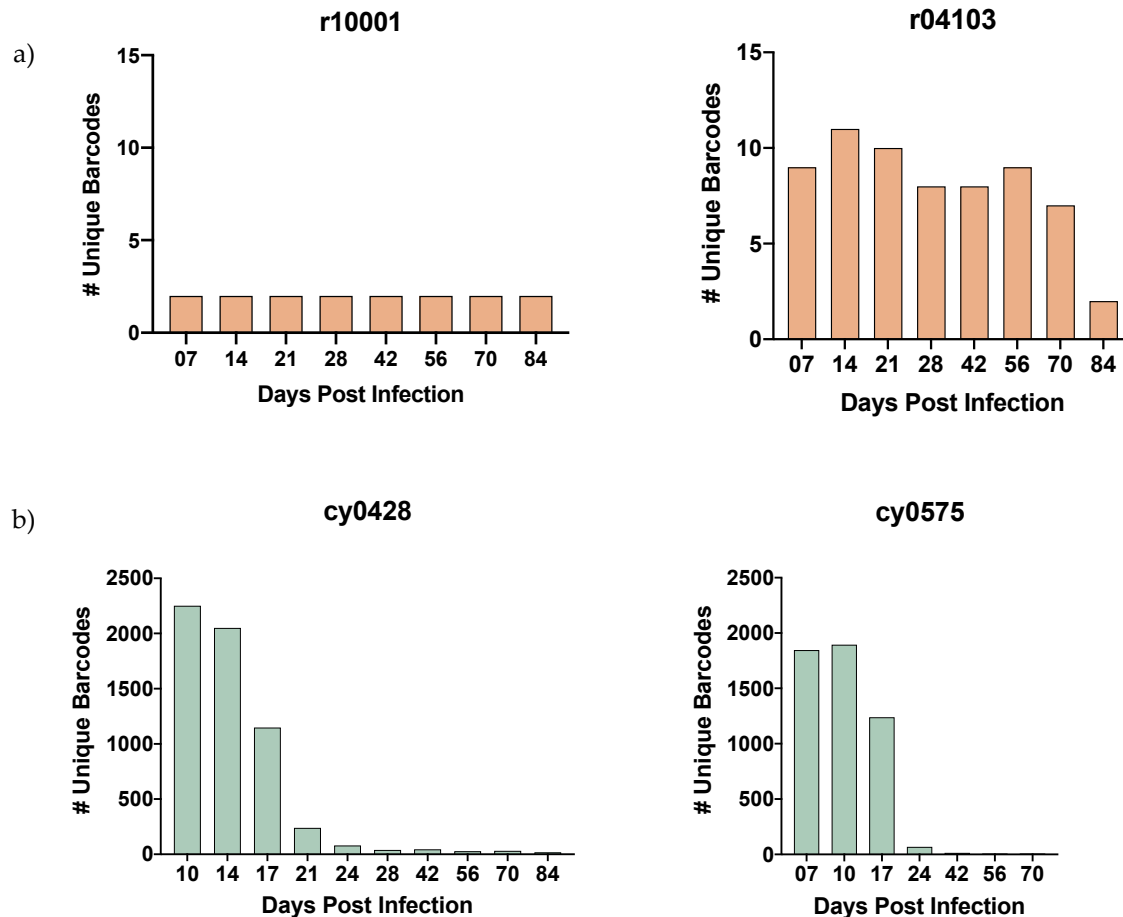 a)
r10001
# Unique Barcodes
15
10
5
0
07 14 21 28 42 56 70 84
Days Post Infection
r04103
# Unique Barcodes
15
10
5
0
07 14 21 28 42 56 70 84
Days Post Infection
b)
cy0428
# Unique Barcodes
2500
2000
1500
1000
500
0
10 14 17 21 24 28 42 56 70 84
Days Post Infection
cy0575
# Unique Barcodes
2500
2000
1500
1000
500
0
07 10 17 24 42 56 70
Days Post Infection